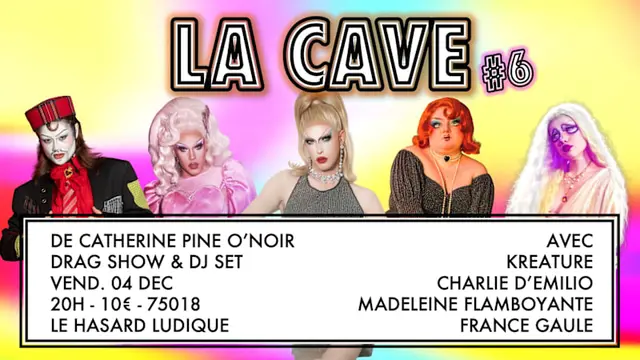 LA CAVE #6
DE CATHERINE PINE O'NOIR
DRAG SHOW & DJ SET
VEND. 04 DEC
20H - 10€ - 75018
LE HASARD LUDIQUE
AVEC
KREATURE
CHARLIE D'EMILIO
MADELEINE FLAMBOYANTE
FRANCE GAULE